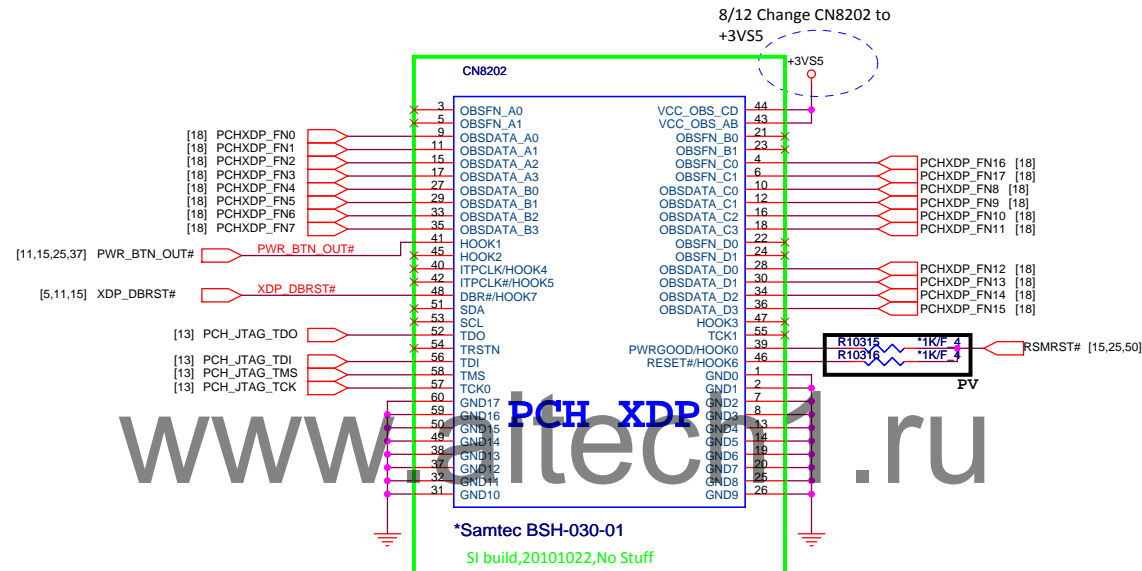 8/12 Change CN8202 to
+3VS5
+3VS5
CN8202
3 OBSFN_A0
5 OBSFN_A1
[18] PCHXDP_FN0 9 OBSDATA_A0
[18] PCHXDP_FN1 11 OBSDATA_A1
[18] PCHXDP_FN2 15 OBSDATA_A2
[18] PCHXDP_FN3 17 OBSDATA_A3
[18] PCHXDP_FN4 27 OBSDATA_B0
[18] PCHXDP_FN5 29 OBSDATA_B1
[18] PCHXDP_FN6 33 OBSDATA_B2
[18] PCHXDP_FN7 35 OBSDATA_B3
[11,15,25,37] PWR_BTN_OUT# PWR_BTN_OUT# 41 HOOK1
45 HOOK2
40 ITPCLK/HOOK4
42 ITPCLK#/HOOK5
[5,11,15] XDP_DBRST# XDP_DBRST# 48 DBR#/HOOK7
51 SDA
53 SCL
[13] PCH_JTAG_TDO 52 TDO
54 TRSTN
[13] PCH_JTAG_TDI 56 TDI
[13] PCH_JTAG_TMS 58 TMS
[13] PCH_JTAG_TCK 57 TCK0
60 GND17
59 GND16
50 GND15
49 GND14
38 GND13
37 GND12
32 GND11
31 GND10
VCC_OBS_CD 44
VCC_OBS_AB 43
OBSFN_B0 21
OBSFN_B1 23
OBSFN_C0 4 PCHXDP_FN16 [18]
OBSFN_C1 6 PCHXDP_FN17 [18]
OBSDATA_C0 10 PCHXDP_FN8 [18]
OBSDATA_C1 12 PCHXDP_FN9 [18]
OBSDATA_C2 16 PCHXDP_FN10 [18]
OBSDATA_C3 18 PCHXDP_FN11 [18]
OBSFN_D0 22
OBSFN_D1 24
OBSDATA_D0 28 PCHXDP_FN12 [18]
OBSDATA_D1 30 PCHXDP_FN13 [18]
OBSDATA_D2 34 PCHXDP_FN14 [18]
OBSDATA_D3 36 PCHXDP_FN15 [18]
HOOK3 47
TCK1 55
PWRGOOD/HOOK0 39 R10315 *1K/F_4 RSMRST# [15,25,50]
RESET#/HOOK6 46 R10316 *1K/F_4
PV
GND0 1
GND1 2
GND2 7
GND3 8
GND4 13
GND5 14
GND6 19
GND7 20
GND8 25
GND9 26
PCH XDP
www.aitech1.ru
*Samtec BSH-030-01
SI build,20101022,No Stuff